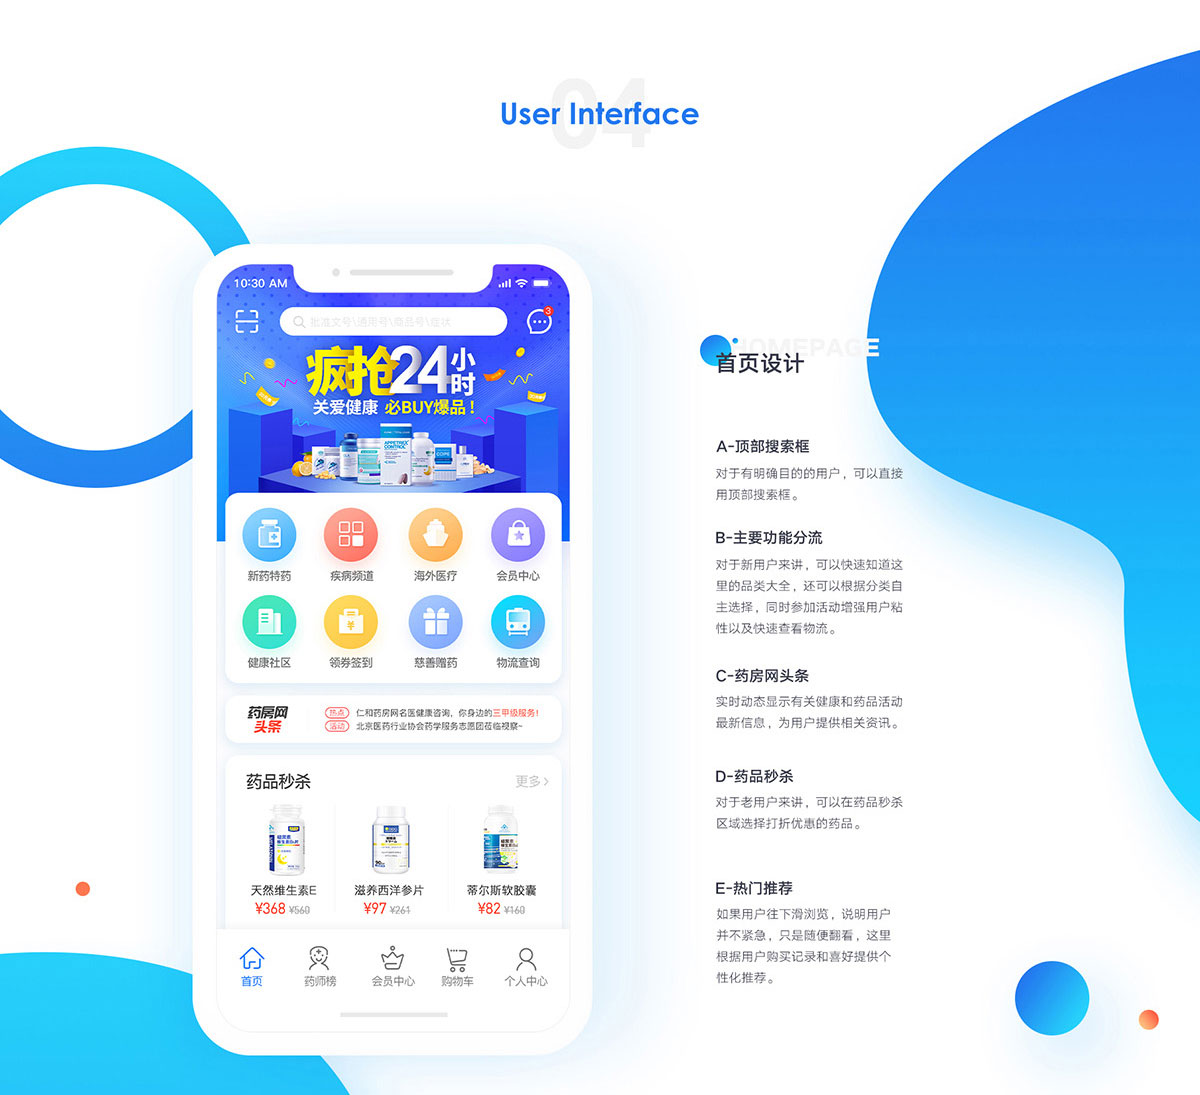 04
User Interface
10:30 AM
批准文号\通用号\商品号\症状
3
疯抢24小时
关爱健康 必BUY爆品！
APPETREX
CONTROL
COPE
新药特药
疾病频道
海外医疗
会员中心
健康社区
领券签到
慈善赠药
物流查询
药房网
头条
热点 仁和药房网名医健康咨询，你身边的三甲级服务!
活动 北京医药行业协会药学服务志愿团莅临视察~
药品秒杀
更多
天然维生素E
¥368 ¥560
滋养西洋参片
¥97 ¥261
蒂尔斯软胶囊
¥82 ¥160
首页
药师榜
会员中心
购物车
个人中心
HOMEPAGE
首页设计
A-顶部搜索框
对于有明确目的的用户，可以直接
用顶部搜索框。
B-主要功能分流
对于新用户来讲，可以快速知道这
里的品类大全，还可以根据分类自
主选择，同时参加活动增强用户粘
性以及快速查看物流。
C-药房网头条
实时动态显示有关健康和药品活动
最新信息，为用户提供相关资讯。
D-药品秒杀
对于老用户来讲，可以在药品秒杀
区域选择打折优惠的药品。
E-热门推荐
如果用户往下滑浏览，说明用户
并不紧急，只是随便翻看，这里
根据用户购买记录和喜好提供个
性化推荐。